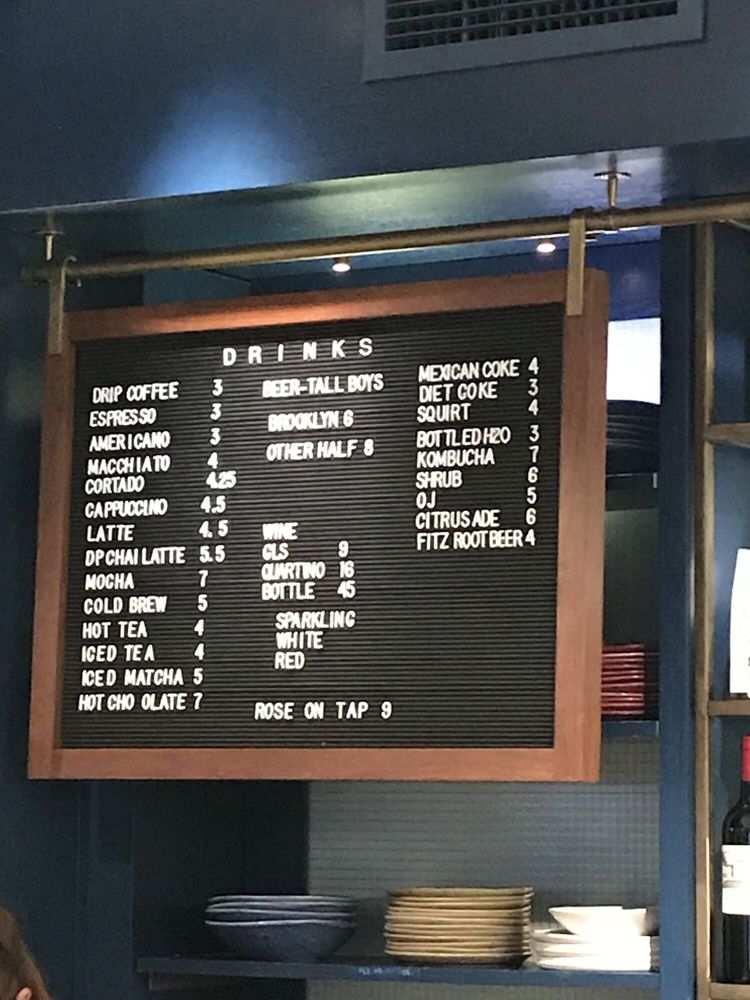 DRINKS
DRIP COFFEE 3
ESPRESSO 3
AMERICANO 3
MACCHIATO 4
CORTADO 4.25
CAPPUCCINO 4.5
LATTE 4.5
DP CHAI LATTE 5.5
MOCHA 7
COLD BREW 5
HOT TEA 4
ICED TEA 4
ICED MATCHA 5
HOT CHO OLATE 7
BEER-TALL BOYS
BROOKLYN 6
OTHER HALF 8
WINE
GLS 9
QUARTINO 16
BOTTLE 45
SPARKLING
WHITE
RED
ROSE ON TAP 9
MEXICAN COKE 4
DIET COKE 3
SQUIRT 4
BOTTLED H2O 3
KOMBUCHA 7
SHRUB 6
OJ 5
CITRUS ADE 6
FITZ ROOT BEER 4